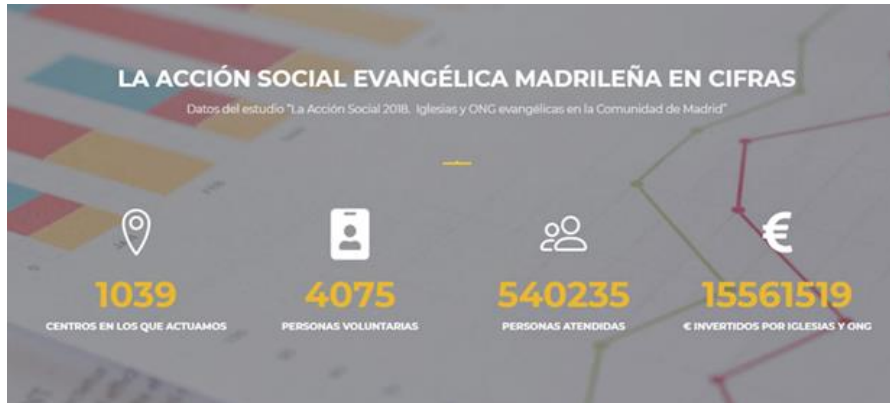 LA ACCIÓN SOCIAL EVANGÉLICA MADRILEÑA EN CIFRAS
Datos del estudio "La Acción Social 2018. Iglesias y ONG evangélicas en la Comunidad de Madrid"
1039
CENTROS EN LOS QUE ACTUAMOS
4075
PERSONAS VOLUNTARIAS
540235
PERSONAS ATENDIDAS
€
15561519
€ INVERTIDOS POR IGLESIAS Y ONG